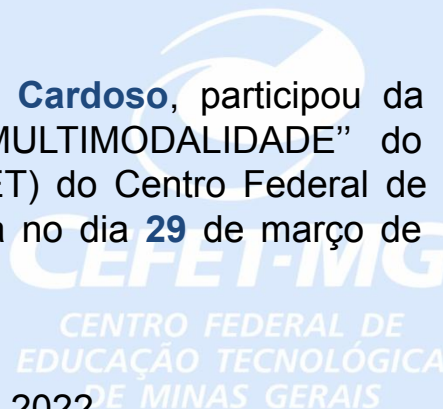 Cardoso, participou da
MULTIMODALIDADE” do
ET) do Centro Federal de
a no dia 29 de março de
CEFET-MG
CENTRO FEDERAL DE
EDUCAÇÃO TECNOLÓGICA
DE MINAS GERAIS
2022